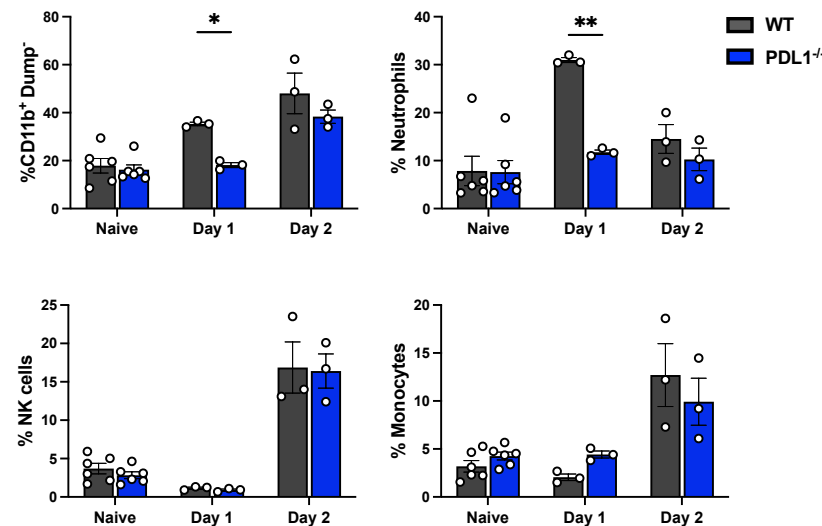 80
60
40
20
0
%CD11b⁺ Dump⁻
*
Naive
Day 1
Day 2
40
30
20
10
0
% Neutrophils
**
Naive
Day 1
Day 2
WT
PDL1⁻/⁻
25
20
15
10
5
0
% NK cells
Naive
Day 1
Day 2
20
15
10
5
0
% Monocytes
Naive
Day 1
Day 2